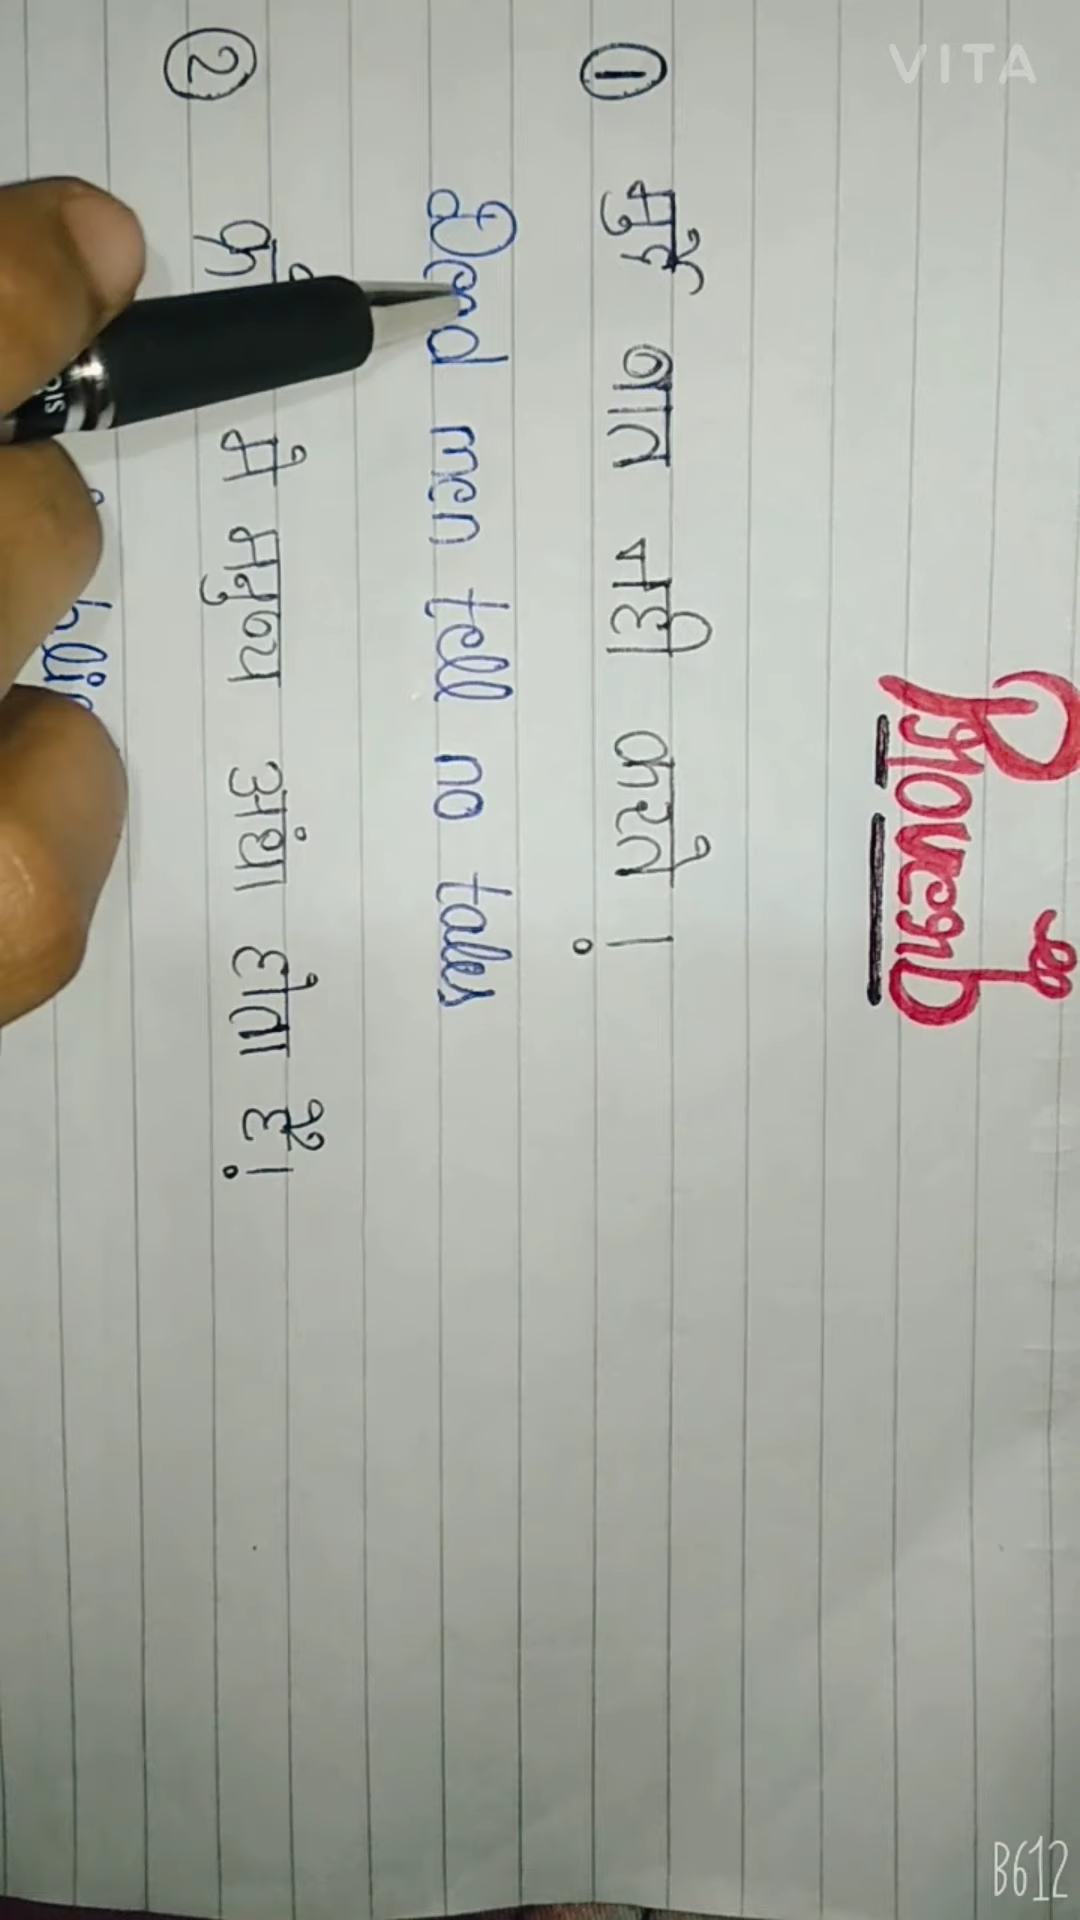 VITA
Proverb
① मुर्दे बात नही करते।
Dead men tell no tales
② में मनुष्य अंधा होता है।
B612